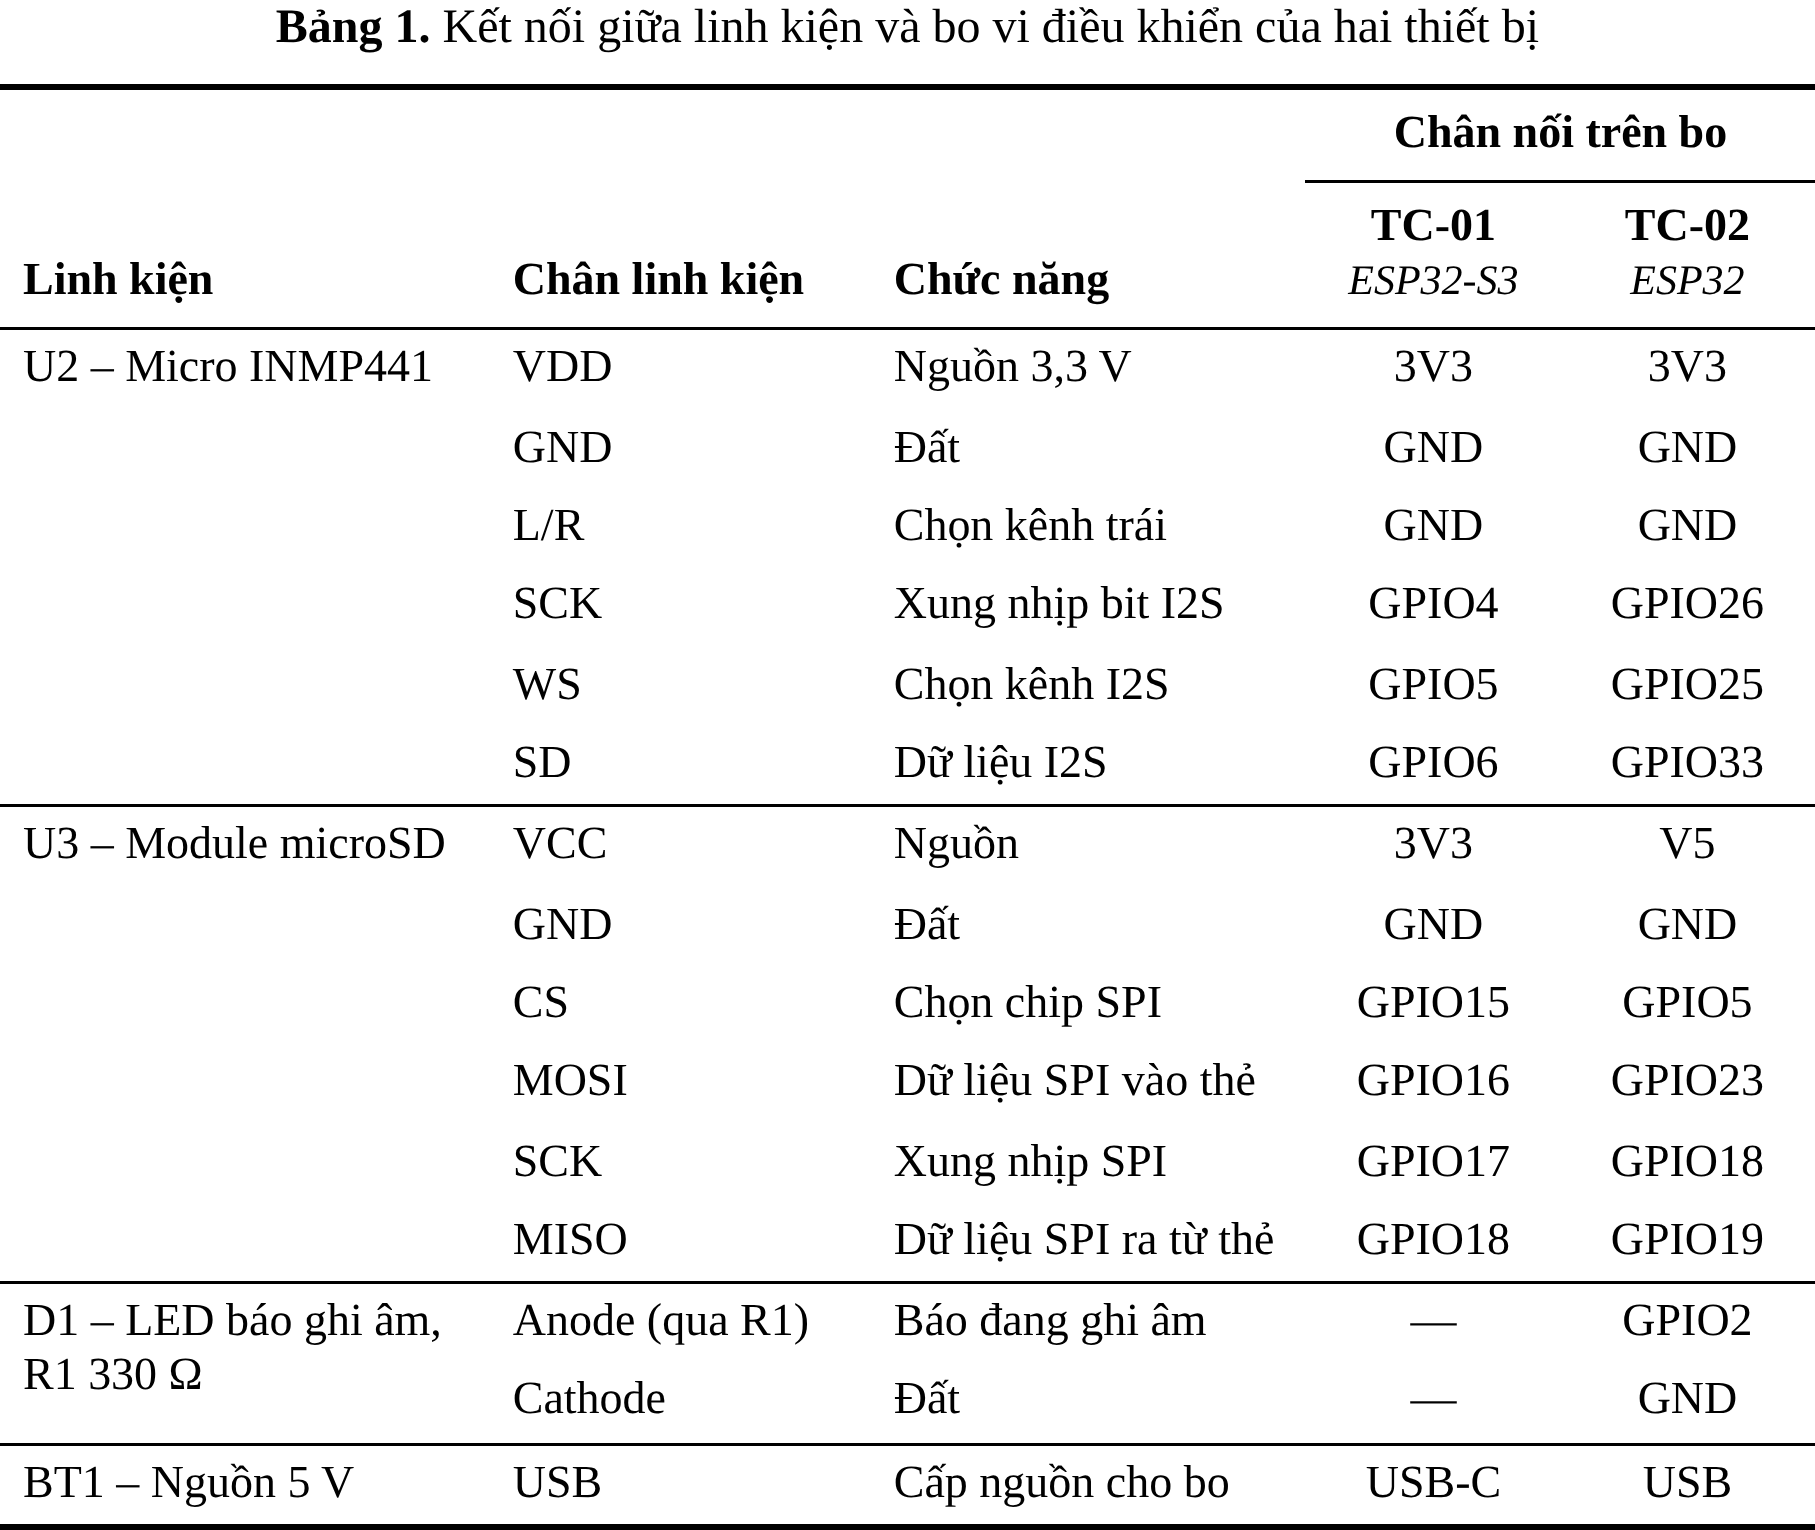 Bảng 1. Kết nối giữa linh kiện và bo vi điều khiển của hai thiết bị
Chân nối trên bo
TC-01 TC-02
Linh kiện Chân linh kiện Chức năng ESP32-S3 ESP32
U2 – Micro INMP441 VDD Nguồn 3,3 V 3V3 3V3
GND Đất GND GND
L/R Chọn kênh trái GND GND
SCK Xung nhịp bit I2S GPIO4 GPIO26
WS Chọn kênh I2S GPIO5 GPIO25
SD Dữ liệu I2S GPIO6 GPIO33
U3 – Module microSD VCC Nguồn 3V3 V5
GND Đất GND GND
CS Chọn chip SPI GPIO15 GPIO5
MOSI Dữ liệu SPI vào thẻ GPIO16 GPIO23
SCK Xung nhịp SPI GPIO17 GPIO18
MISO Dữ liệu SPI ra từ thẻ GPIO18 GPIO19
D1 – LED báo ghi âm, Anode (qua R1) Báo đang ghi âm — GPIO2
R1 330 Ω
Cathode Đất — GND
BT1 – Nguồn 5 V USB Cấp nguồn cho bo USB-C USB